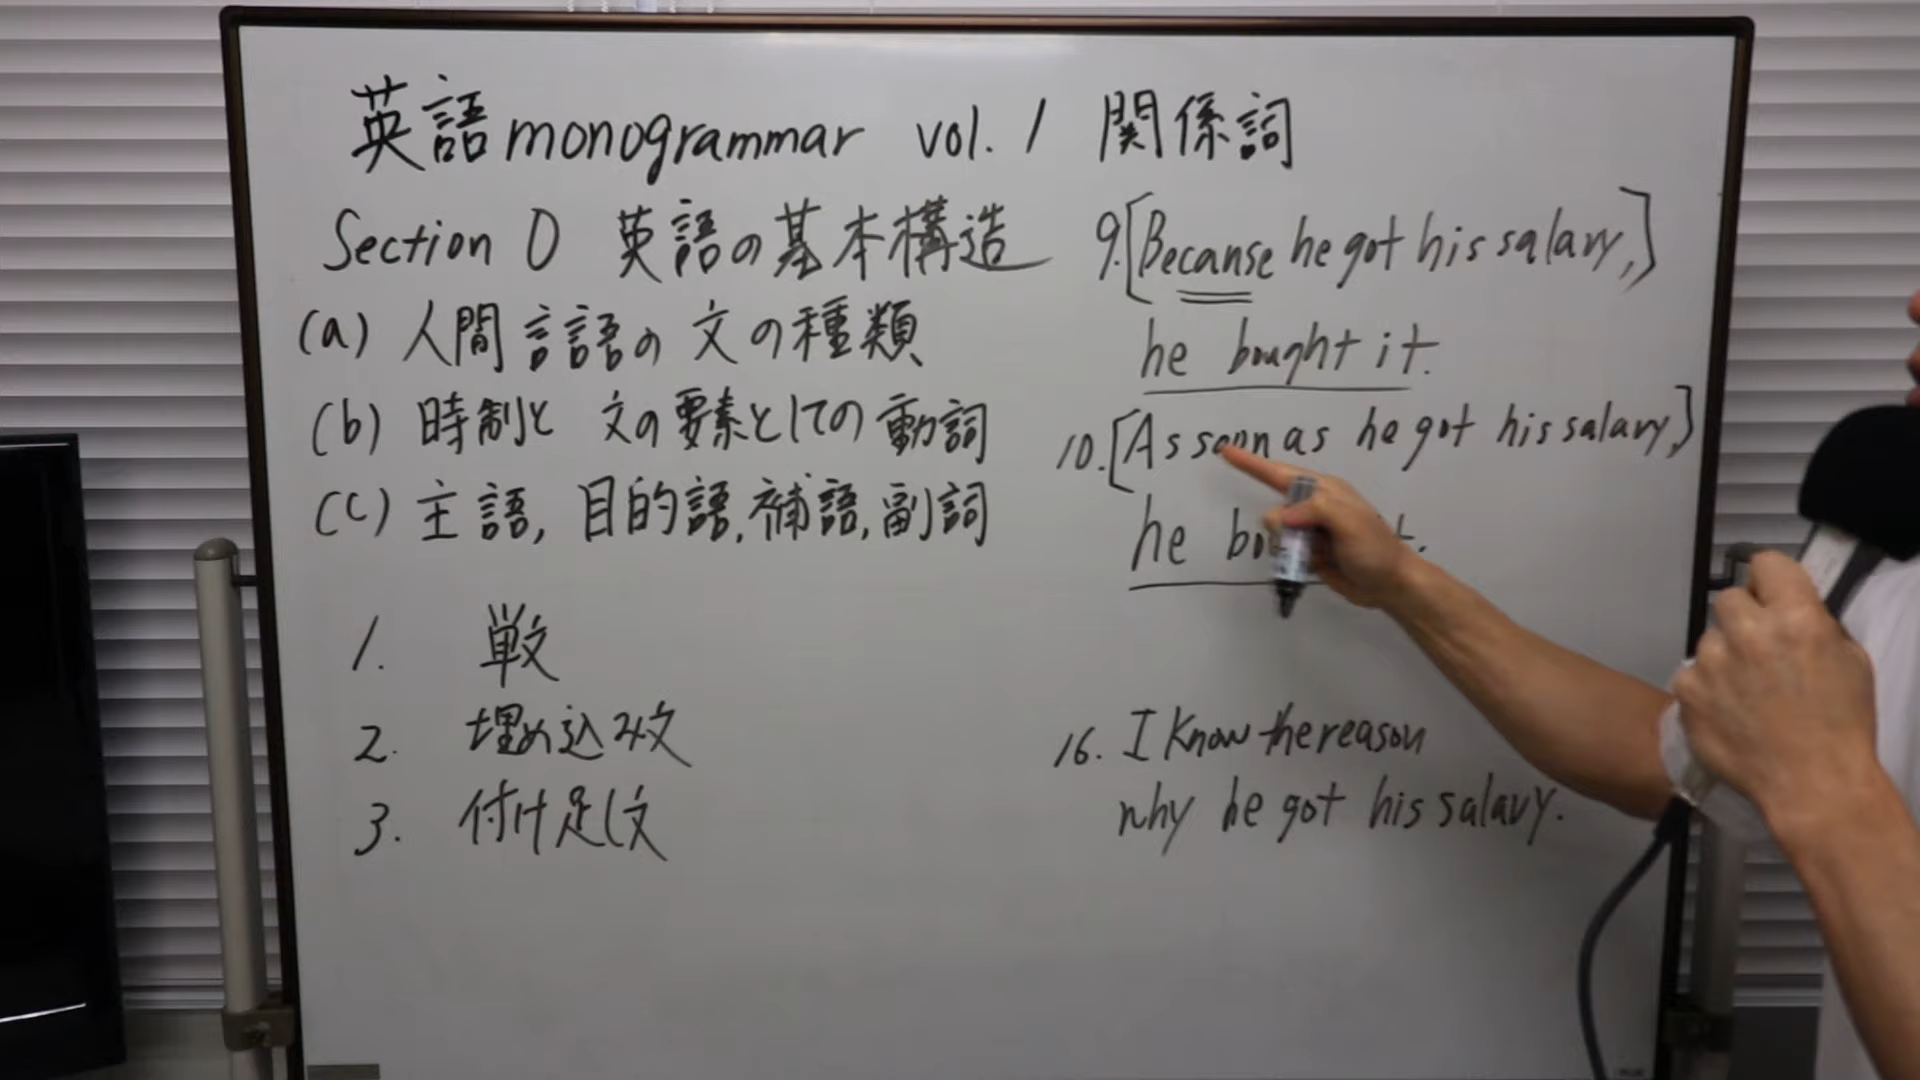 英語monogrammar vol. 1 関係詞
Section 0 英語の基本構造
(a) 人間言語の文の種類
(b) 時制と文の要素としての動詞
(c) 主語, 目的語, 補語, 副詞
1. 単文
2. 埋め込み文
3. 付け足し文
9. [Because he got his salary,]
he bought it.
10. [As soon as he got his salary,]
he
16. I know the reason
why he got his salary.